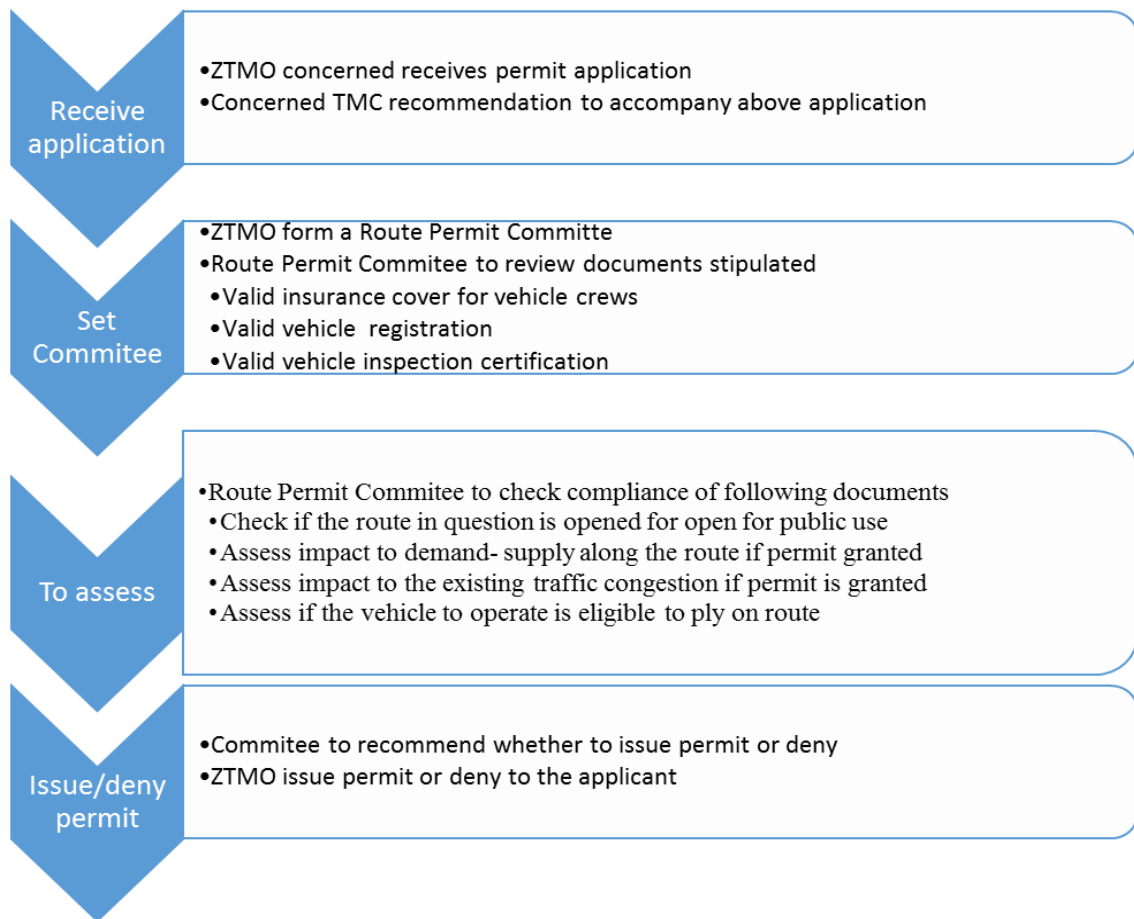 Receive
application
•ZTMO concerned receives permit application
•Concerned TMC recommendation to accompany above application
Set
Commitee
•ZTMO form a Route Permit Committe
•Route Permit Commitee to review documents stipulated
•Valid insurance cover for vehicle crews
•Valid vehicle registration
•Valid vehicle inspection certification
To assess
•Route Permit Commitee to check compliance of following documents
•Check if the route in question is opened for open for public use
•Assess impact to demand- supply along the route if permit granted
•Assess impact to the existing traffic congestion if permit is granted
•Assess if the vehicle to operate is eligible to ply on route
Issue/deny
permit
•Commitee to recommend whether to issue permit or deny
•ZTMO issue permit or deny to the applicant